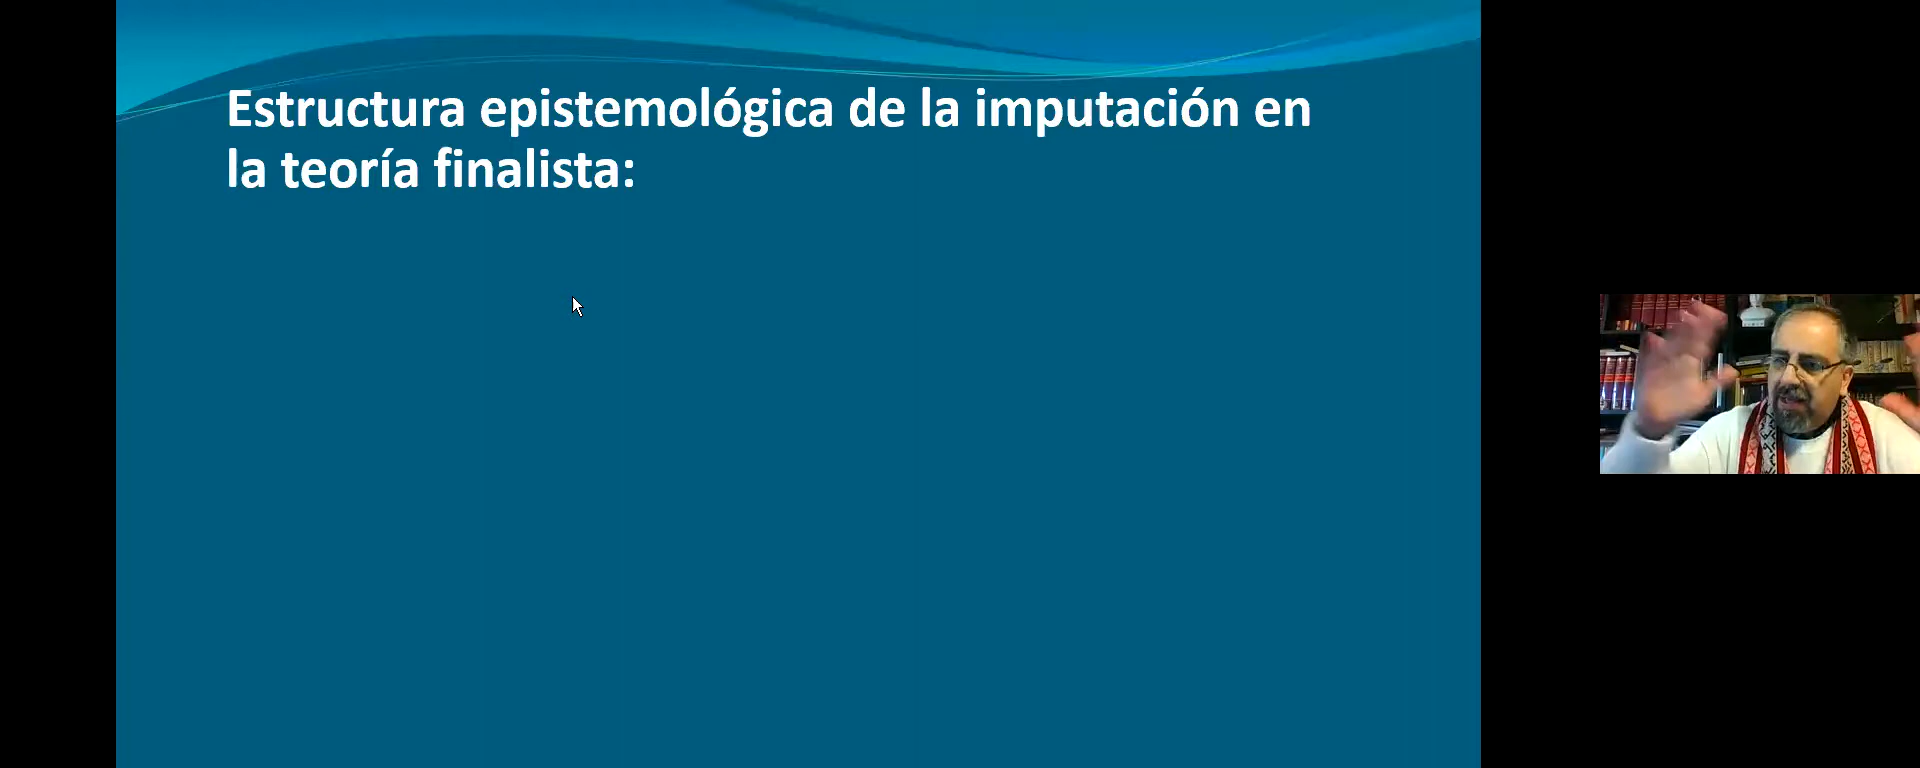 Estructura epistemológica de la imputación en
la teoría finalista: